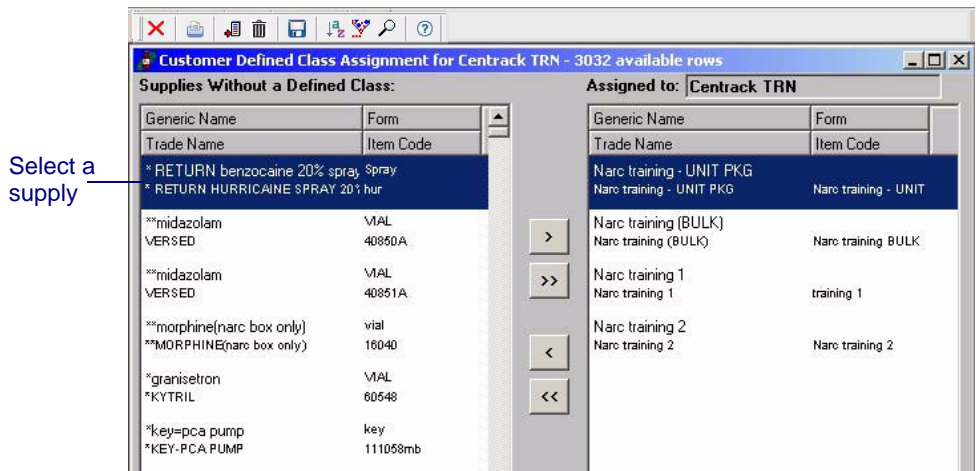 Customer Defined Class Assignment for Centrack TRN - 3032 available rows
Supplies Without a Defined Class:
Generic Name Form
Trade Name Item Code
* RETURN benzocaine 20% spray Spray
* RETURN HURRICAINE SPRAY 20% hur
**midazolam VIAL
VERSED 40850A
**midazolam VIAL
VERSED 40851A
**morphine(narc box only) vial
**MORPHINE(narc box only) 16040
*granisetron VIAL
*KYTRIL 60548
*key=pca pump key
*KEY-PCA PUMP 111058mb
Select a
supply
>
>>
<
<<
Assigned to: Centrack TRN
Generic Name Form
Trade Name Item Code
Narc training - UNIT PKG
Narc training - UNIT PKG Narc training - UNIT
Narc training (BULK)
Narc training (BULK) Narc training BULK
Narc training 1
Narc training 1 training 1
Narc training 2
Narc training 2 Narc training 2